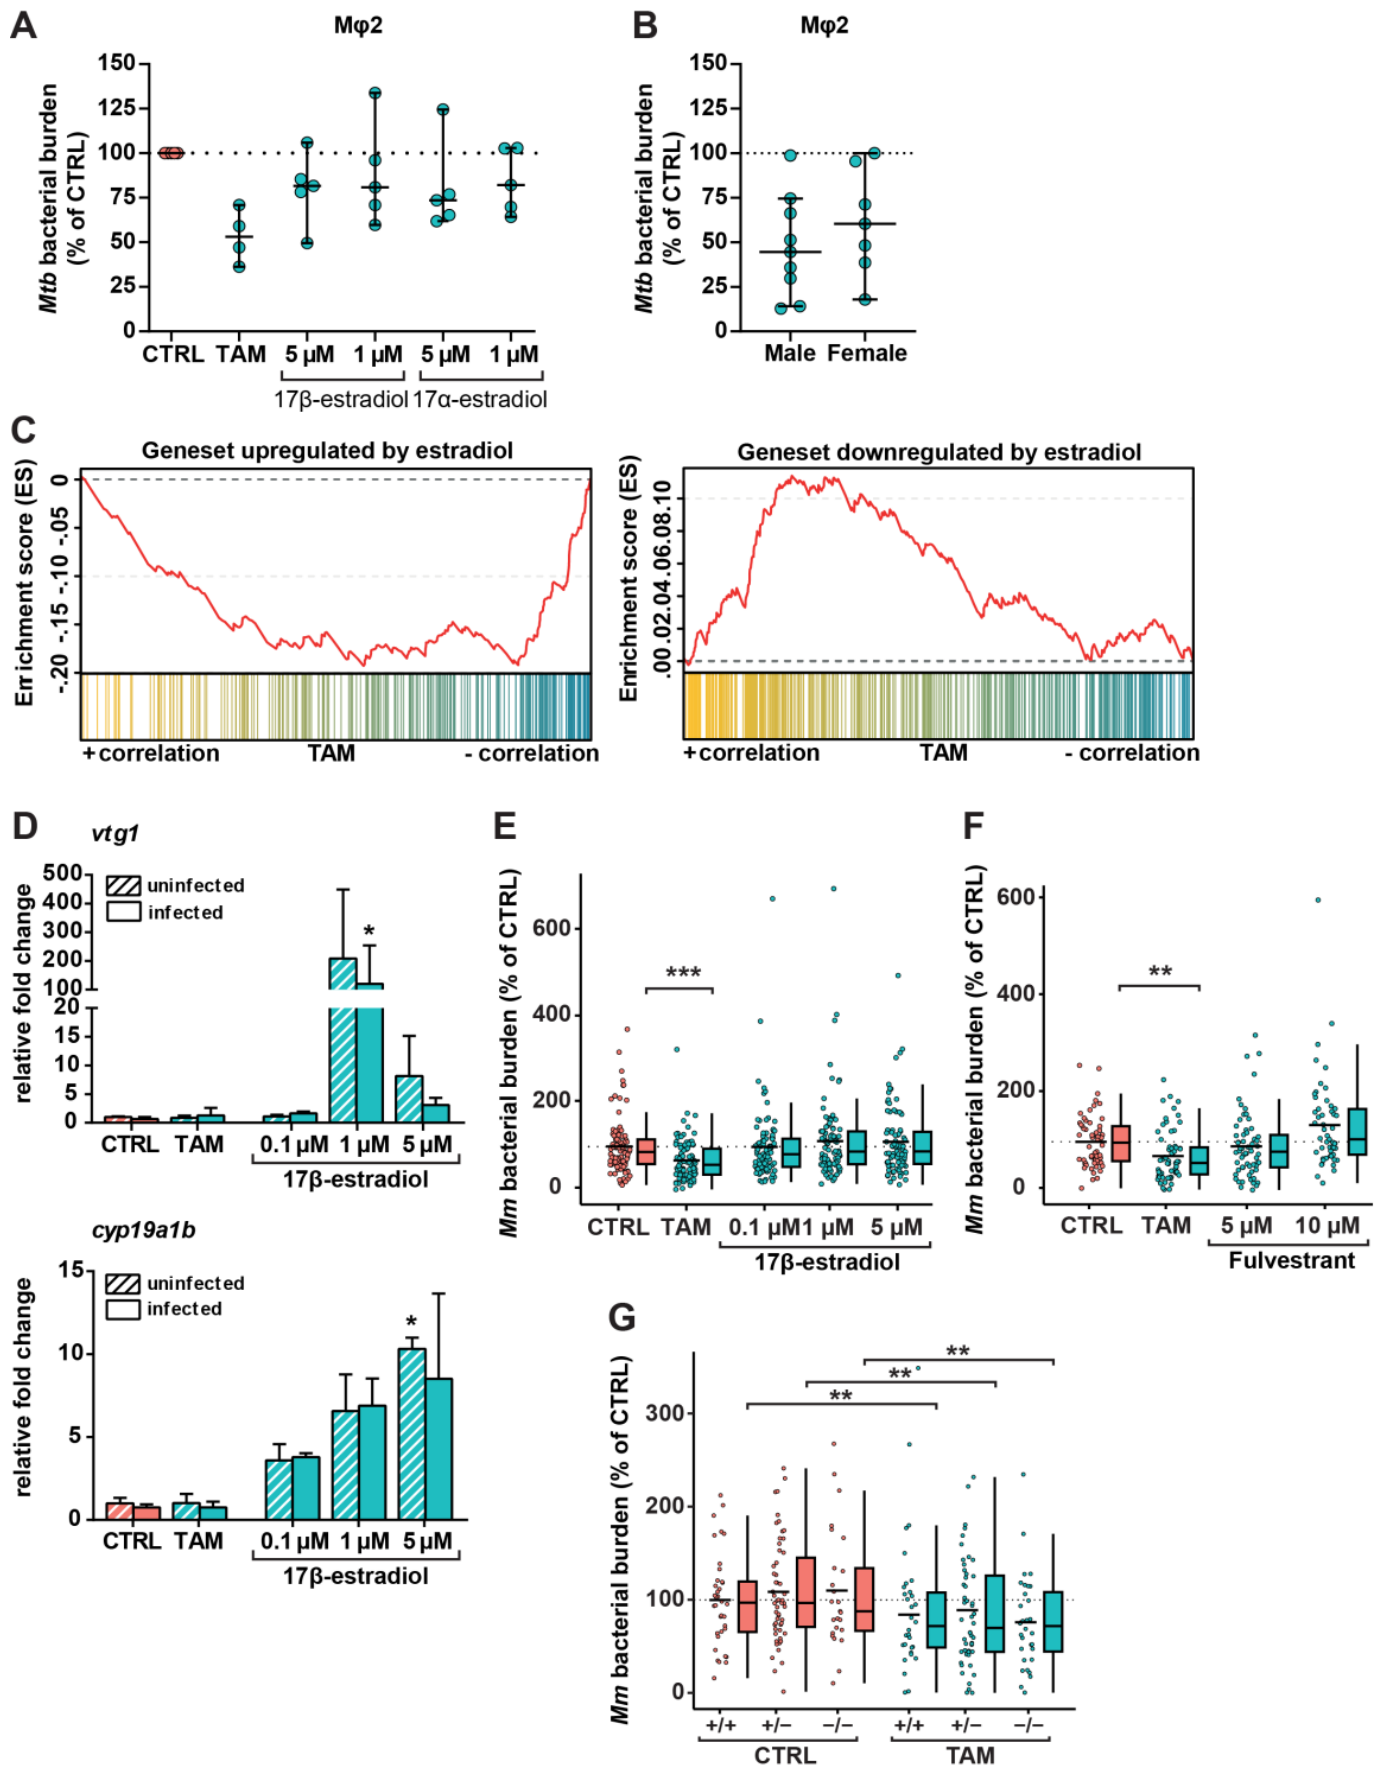 A
Mφ2
Mtb bacterial burden
(% of CTRL)
150
125
100
75
50
25
0
CTRL TAM 5 µM 1 µM 5 µM 1 µM
17β-estradiol 17α-estradiol
B
Mφ2
Mtb bacterial burden
(% of CTRL)
150
125
100
75
50
25
0
Male Female
C
Geneset upregulated by estradiol
Enrichment score (ES)
0
-.05
-.10
-.15
-.20
+ correlation TAM - correlation
Geneset downregulated by estradiol
Enrichment score (ES)
.00.02.04.06.08.10
+ correlation TAM - correlation
D
vtg1
relative fold change
500
400
300
200
100
20
15
10
5
0
uninfected
infected
*
CTRL TAM 0.1 µM 1 µM 5 µM
17β-estradiol
cyp19a1b
relative fold change
15
10
5
0
uninfected
infected
*
CTRL TAM 0.1 µM 1 µM 5 µM
17β-estradiol
E
Mm bacterial burden (% of CTRL)
600
400
200
0
***
CTRL TAM 0.1 µM 1 µM 5 µM
17β-estradiol
F
Mm bacterial burden (% of CTRL)
600
400
200
0
**
CTRL TAM 5 µM 10 µM
Fulvestrant
G
Mm bacterial burden (% of CTRL)
300
200
100
0
**
**
**
+/+ +/− −/− +/+ +/− −/−
CTRL TAM